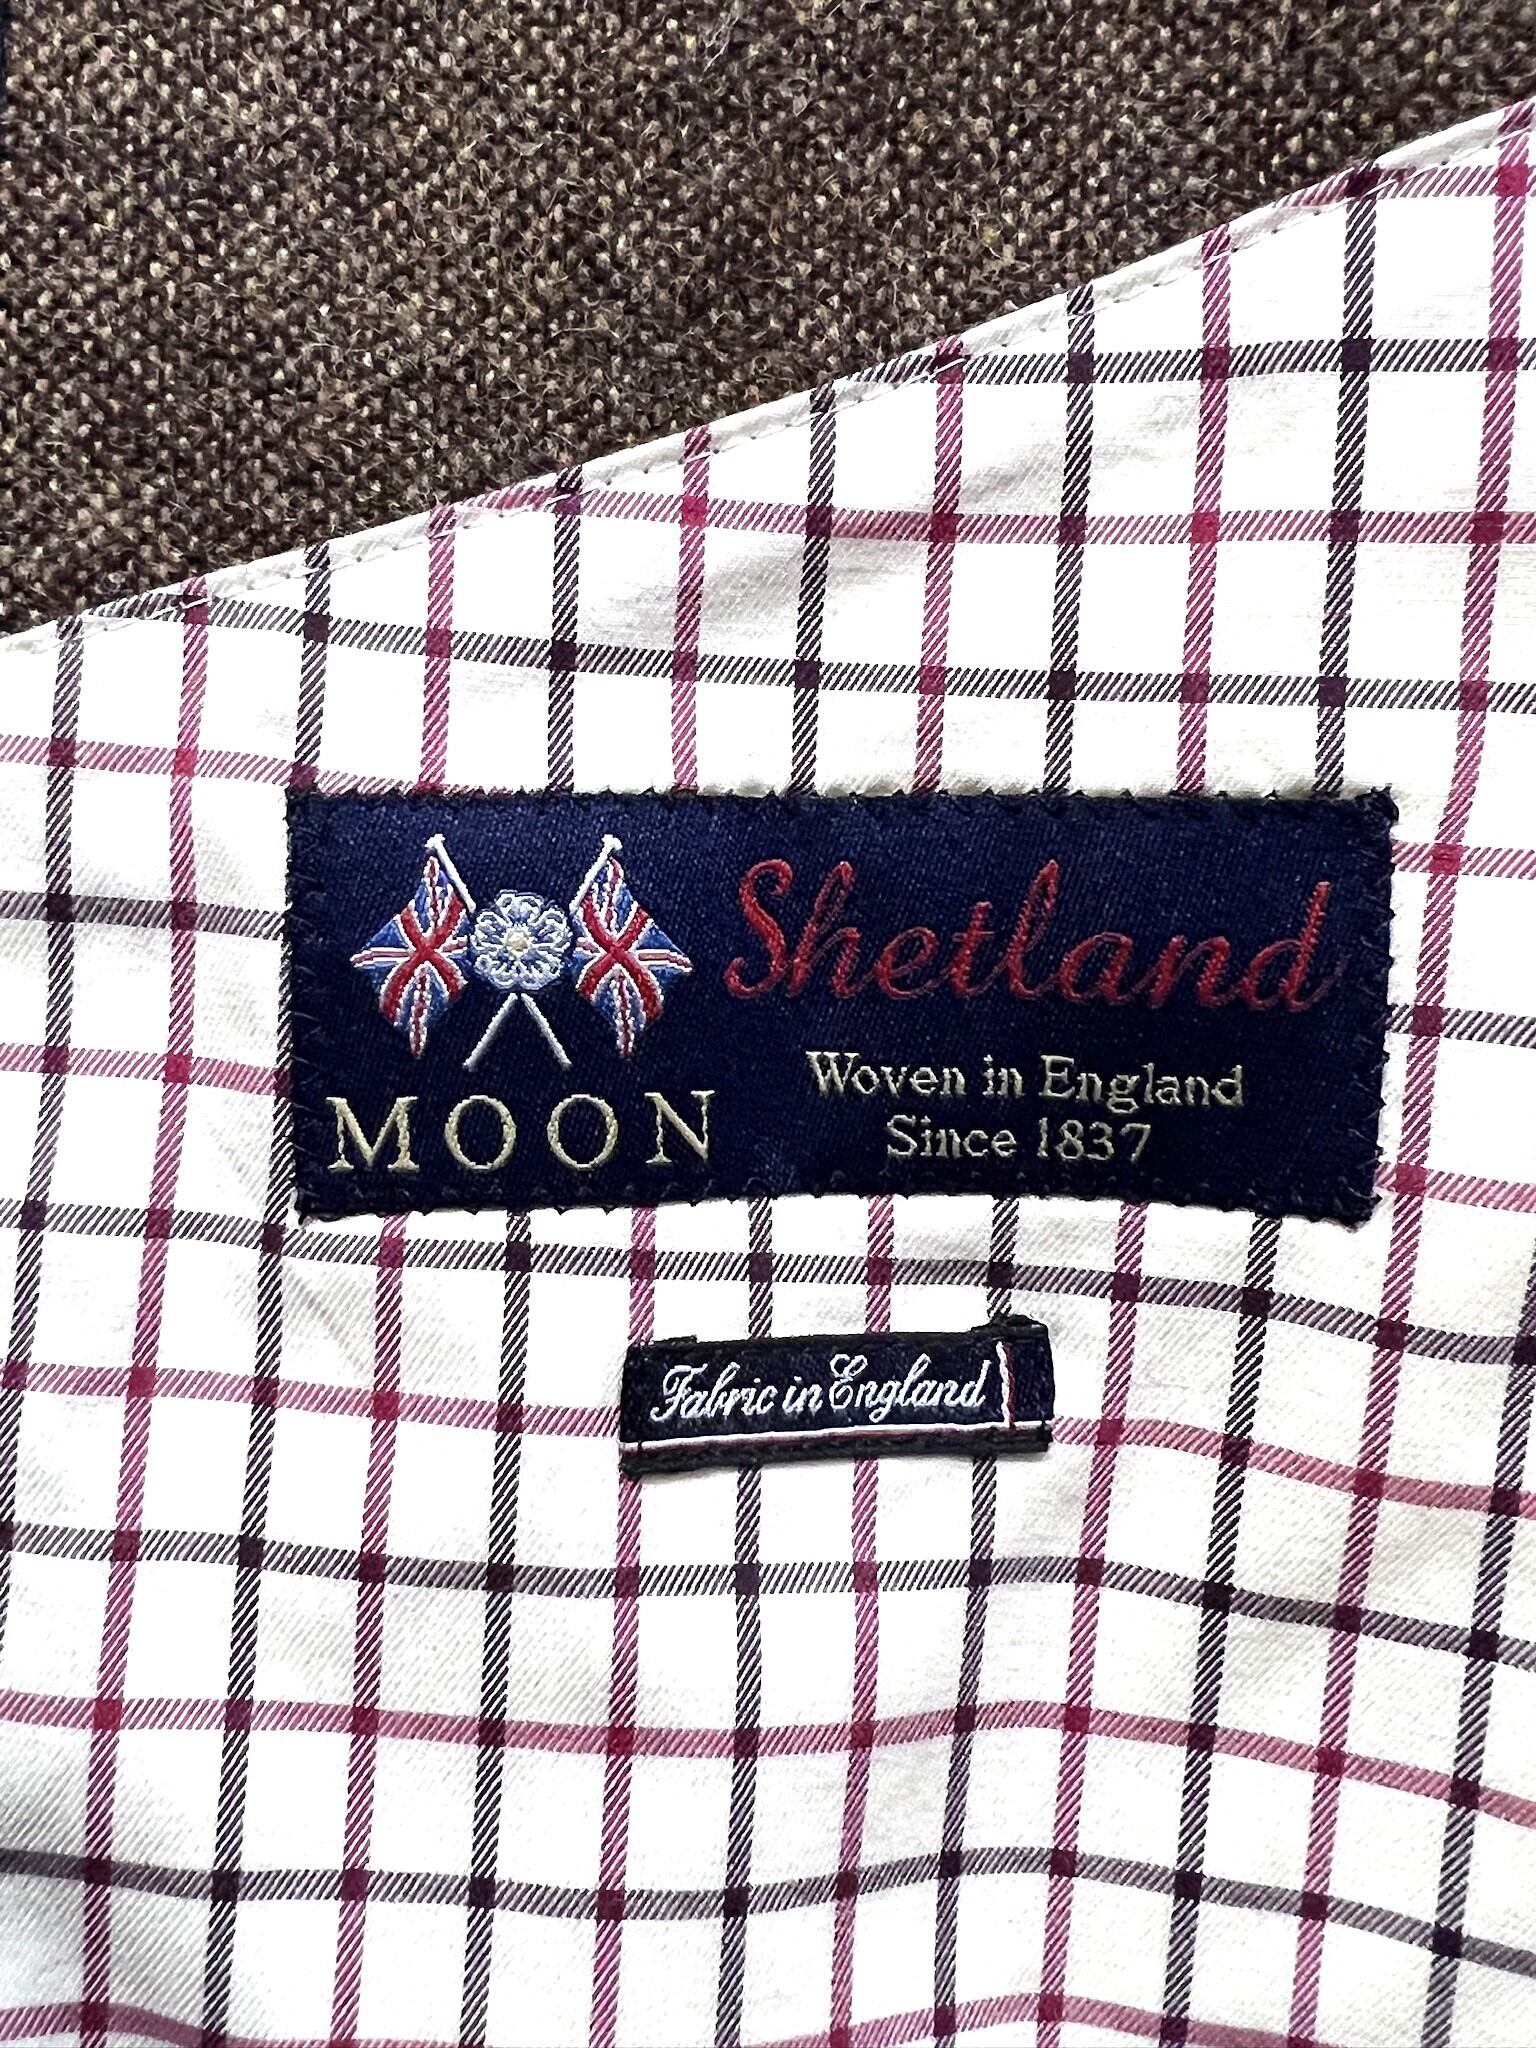 Shetland
MOON
Woven in England
Since 1837
Fabric in England